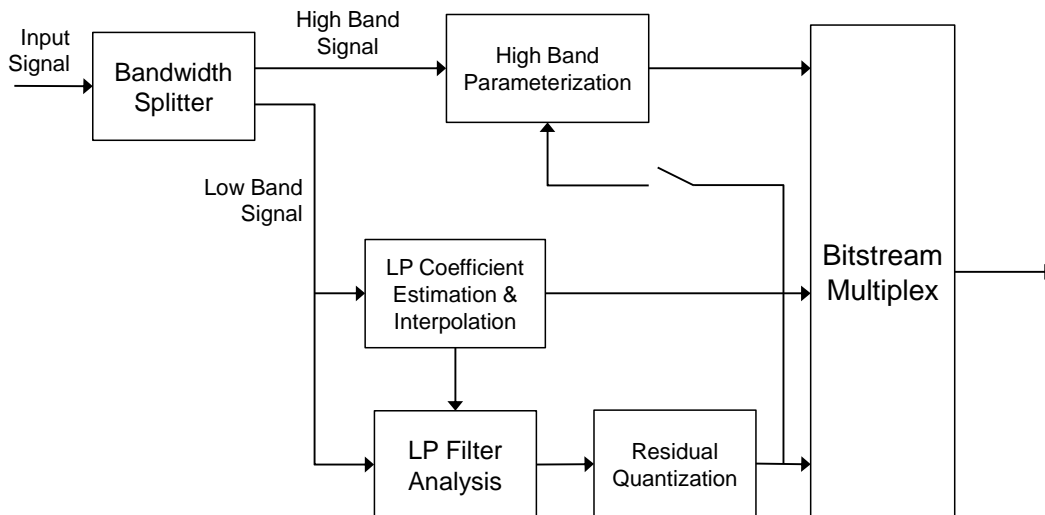 Input
Signal
Bandwidth
Splitter
High Band
Signal
High Band
Parameterization
Low Band
Signal
LP Coefficient
Estimation &
Interpolation
LP Filter
Analysis
Residual
Quantization
Bitstream
Multiplex